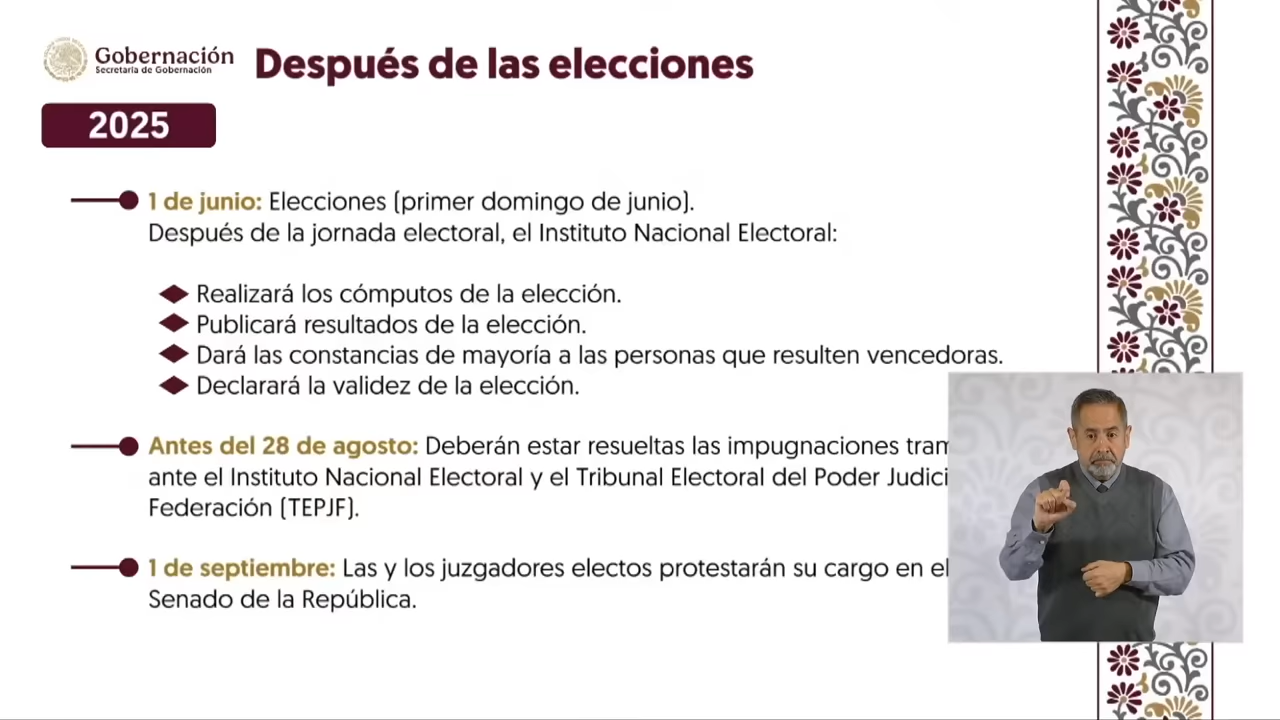 Gobernación
Secretaría de Gobernación
Después de las elecciones
2025
1 de junio: Elecciones (primer domingo de junio).
Después de la jornada electoral, el Instituto Nacional Electoral:
Realizará los cómputos de la elección.
Publicará resultados de la elección.
Dará las constancias de mayoría a las personas que resulten vencedoras.
Declarará la validez de la elección.
Antes del 28 de agosto: Deberán estar resueltas las impugnaciones
ante el Instituto Nacional Electoral y el Tribunal Electoral del Poder
Federación (TEPJF).
1 de septiembre: Las y los juzgadores electos protestarán su cargo en el
Senado de la República.